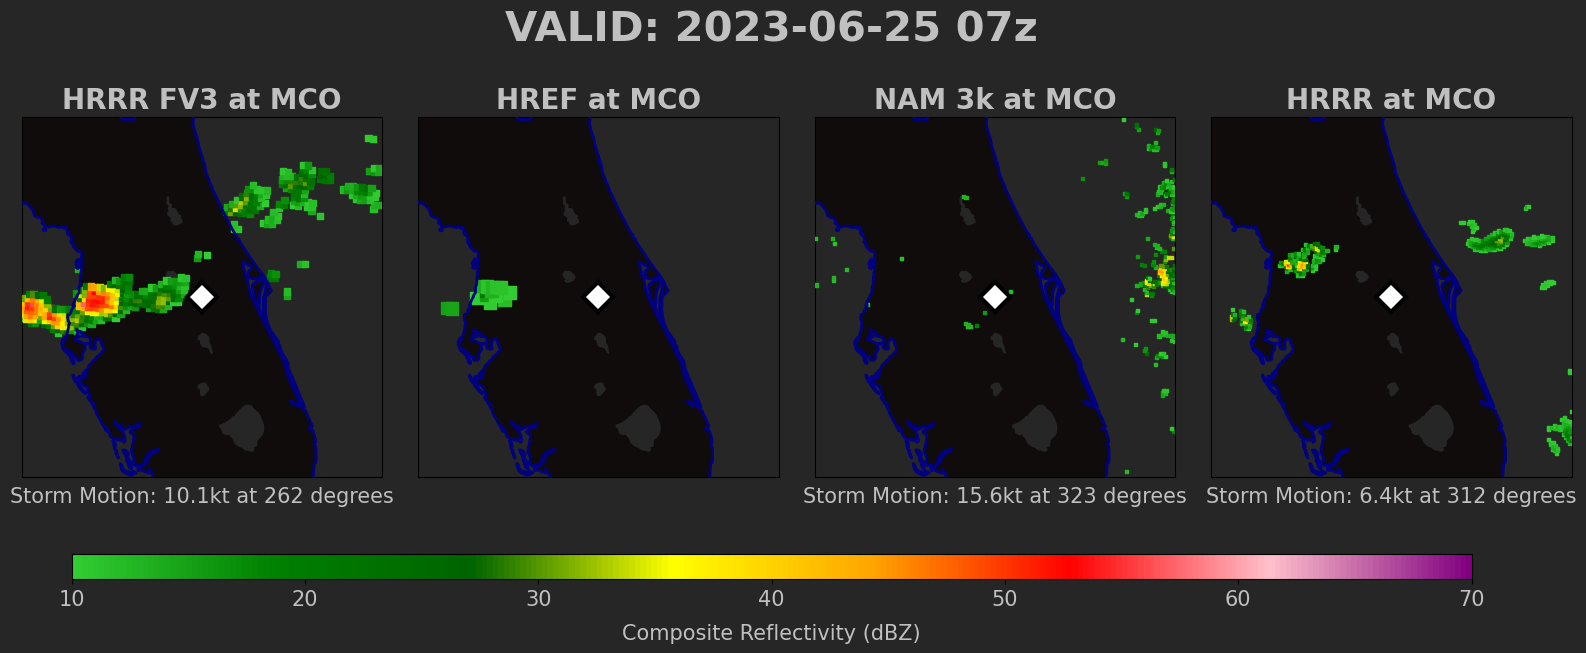 VALID: 2023-06-25 07z
HRRR FV3 at MCO
HREF at MCO
NAM 3k at MCO
HRRR at MCO
Storm Motion: 10.1kt at 262 degrees
Storm Motion: 15.6kt at 323 degrees
Storm Motion: 6.4kt at 312 degrees
10 20 30 40 50 60 70
Composite Reflectivity (dBZ)